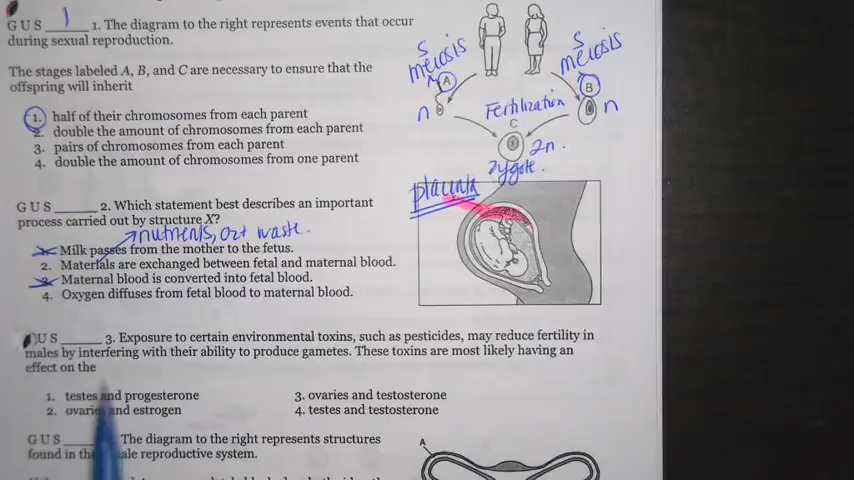 GUS 1 1. The diagram to the right represents events that occur
during sexual reproduction.
The stages labeled A, B, and C are necessary to ensure that the
offspring will inherit
1. half of their chromosomes from each parent
2. double the amount of chromosomes from each parent
3. pairs of chromosomes from each parent
4. double the amount of chromosomes from one parent
S
meiosis
A
n
S
meiosis
B
n
Fertilization
C
2n.
zygote.
GUS ______ 2. Which statement best describes an important
process carried out by structure X?
nutrients, O2+ waste.
1. Milk passes from the mother to the fetus.
2. Materials are exchanged between fetal and maternal blood.
3. Maternal blood is converted into fetal blood.
4. Oxygen diffuses from fetal blood to maternal blood.
placenta
GUS ______ 3. Exposure to certain environmental toxins, such as pesticides, may reduce fertility in
males by interfering with their ability to produce gametes. These toxins are most likely having an
effect on the
1. testes and progesterone
2. ovaries and estrogen
3. ovaries and testosterone
4. testes and testosterone
GUS The diagram to the right represents structures
found in the reproductive system.
A